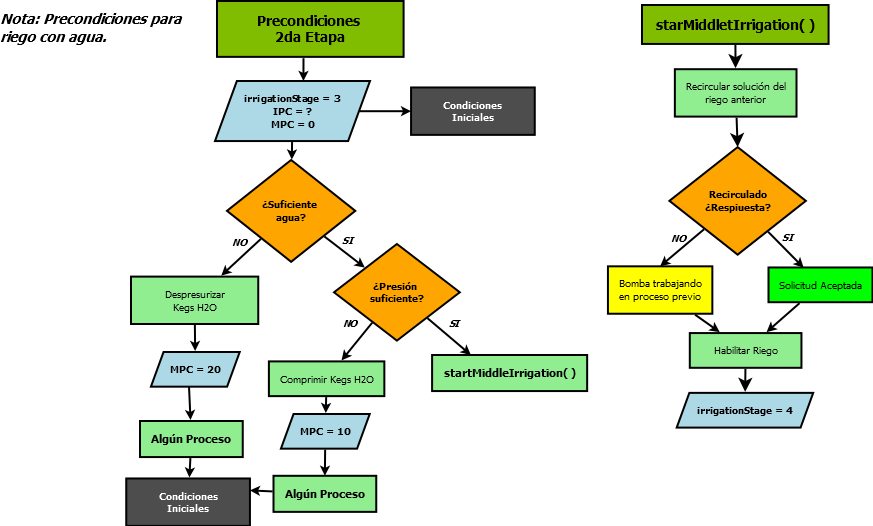 Nota: Precondiciones para
riego con agua.
Precondiciones
2da Etapa
irrigationStage = 3
IPC = ?
MPC = 0
Condiciones
Iniciales
¿Suficiente
agua?
NO
SI
Despresurizar
Kegs H2O
¿Presión
suficiente?
NO
SI
MPC = 20
Comprimir Kegs H2O
startMiddleIrrigation( )
Algún Proceso
MPC = 10
Condiciones
Iniciales
Algún Proceso
starMiddletIrrigation( )
Recircular solución del
riego anterior
Recirculado
¿Respiuesta?
NO
SI
Bomba trabajando
en proceso previo
Solicitud Aceptada
Habilitar Riego
irrigationStage = 4